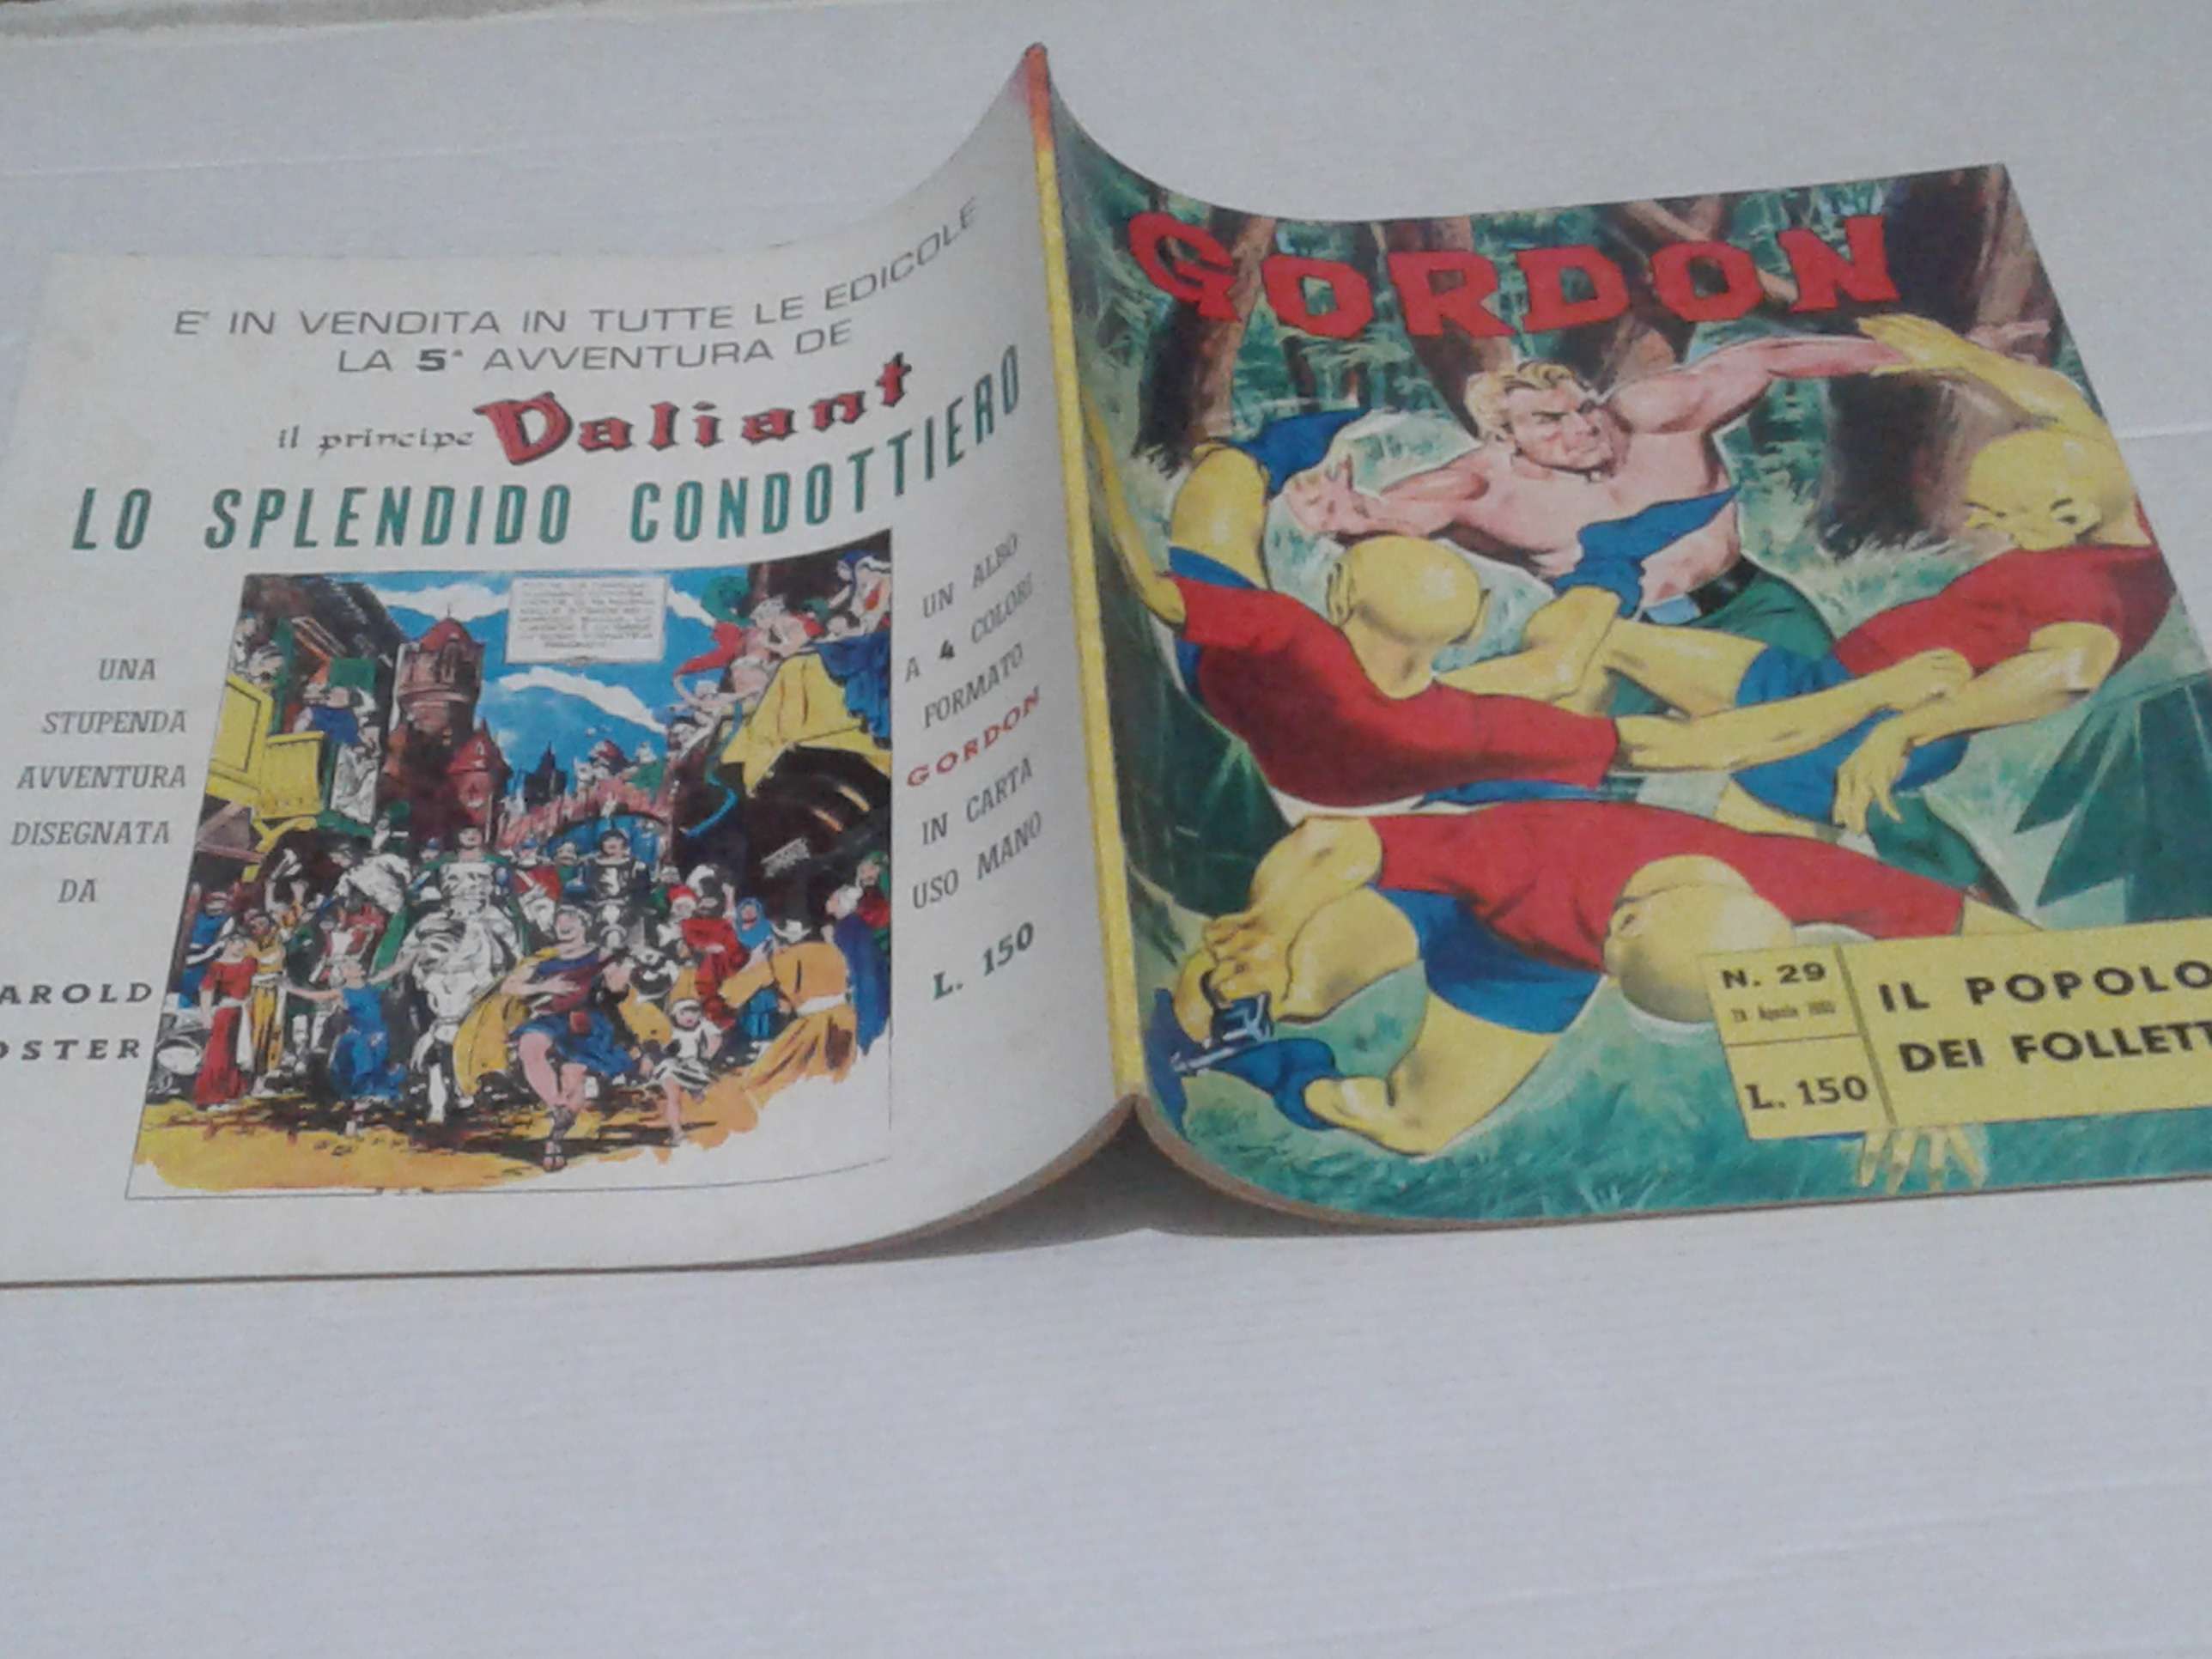 E' IN VENDITA IN TUTTE LE EDICOLE
LA 5ª AVVENTURA DE
il principe Valiant
LO SPLENDIDO CONDOTTIERO
UNA
STUPENDA
AVVENTURA
DISEGNATA
DA
AROLD
OSTER
UN ALBO
A 4 COLORI
FORMATO
GORDON
IN CARTA
USO MANO
L. 150
GORDON
N. 29
L. 150
IL POPOLO
DEI FOLLETT